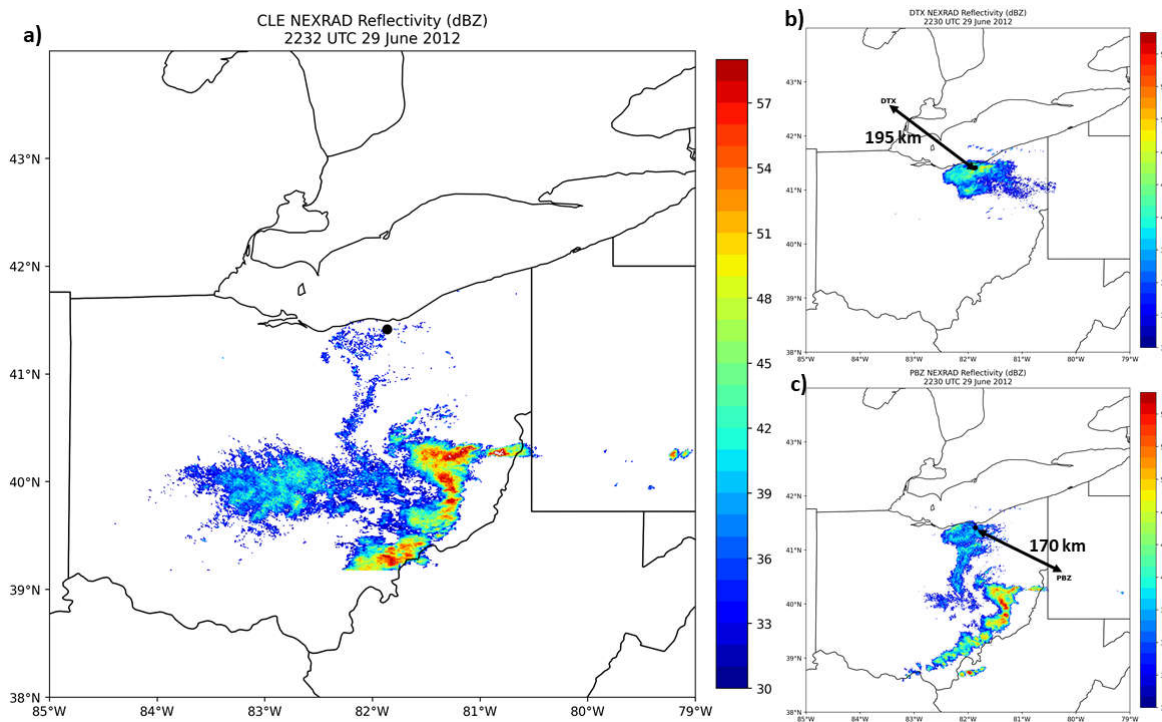 a)
CLE NEXRAD Reflectivity (dBZ)
2232 UTC 29 June 2012
43°N
42°N
41°N
40°N
39°N
38°N
85°W
84°W
83°W
82°W
81°W
80°W
79°W
57
54
51
48
45
42
39
36
33
30
b)
DTX NEXRAD Reflectivity (dBZ)
2230 UTC 29 June 2012
DTX
195 km
43°N
42°N
41°N
40°N
39°N
38°N
85°W
84°W
83°W
82°W
81°W
80°W
79°W
c)
PBZ NEXRAD Reflectivity (dBZ)
2230 UTC 29 June 2012
170 km
PBZ
43°N
42°N
41°N
40°N
39°N
38°N
85°W
84°W
83°W
82°W
81°W
80°W
79°W